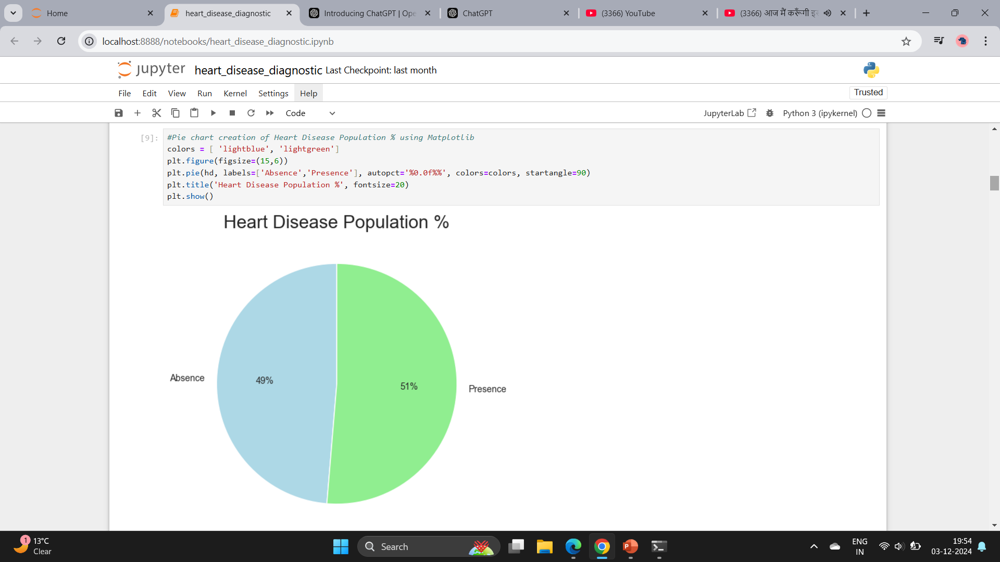 Home
heart_disease_diagnostic
Introducing ChatGPT | Ope
ChatGPT
(3366) YouTube
(3366) आज मैं करूँगी इस
localhost:8888/notebooks/heart_disease_diagnostic.ipynb
jupyter heart_disease_diagnostic Last Checkpoint: last month
File Edit View Run Kernel Settings Help
Trusted
Code
JupyterLab
Python 3 (ipykernel)
[9]:
#Pie chart creation of Heart Disease Population % using Matplotlib
colors = [ 'lightblue', 'lightgreen']
plt.figure(figsize=(15,6))
plt.pie(hd, labels=['Absence','Presence'], autopct='%0.0f%%', colors=colors, startangle=90)
plt.title('Heart Disease Population %', fontsize=20)
plt.show()
Heart Disease Population %
Absence
49%
51%
Presence
1
13°C
Clear
Search
P
ENG
IN
19:54
03-12-2024